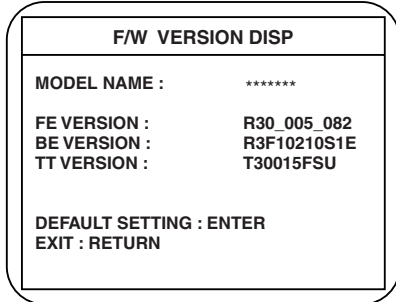 F/W VERSION DISP
MODEL NAME : *******
FE VERSION : R30_005_082
BE VERSION : R3F10210S1E
TT VERSION : T30015FSU
DEFAULT SETTING : ENTER
EXIT : RETURN